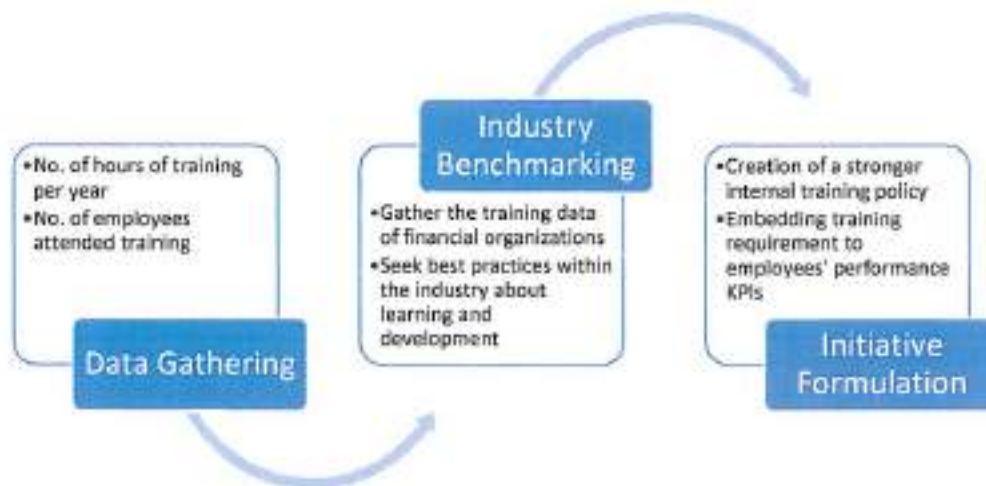 •No. of hours of training
per year
•No. of employees
attended training
Data Gathering
Industry
Benchmarking
•Gather the training data
of financial organizations
•Seek best practices within
the industry about
learning and
development
•Creation of a stronger
internal training policy
•Embedding training
requirement to
employees' performance
KPIs
Initiative
Formulation